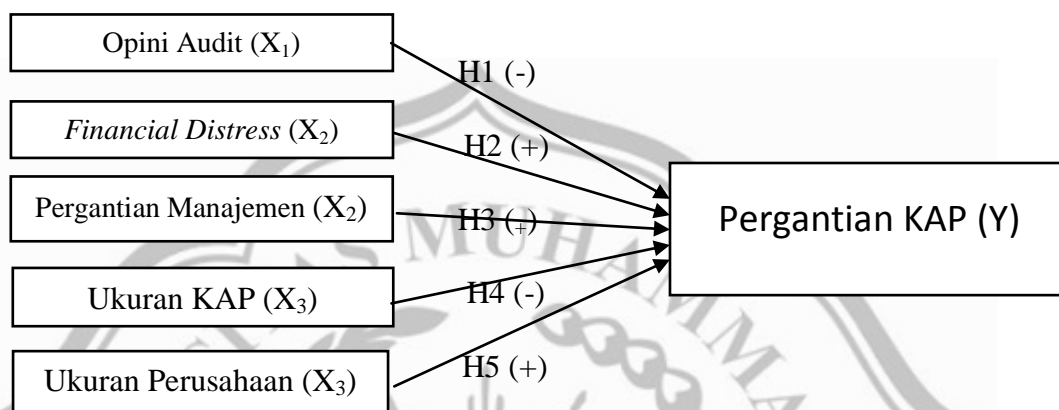 Opini Audit (X₁)
H1 (-)
Financial Distress (X₂)
H2 (+)
Pergantian Manajemen (X₂)
H3 (+)
Pergantian KAP (Y)
Ukuran KAP (X₃)
H4 (-)
Ukuran Perusahaan (X₃)
H5 (+)